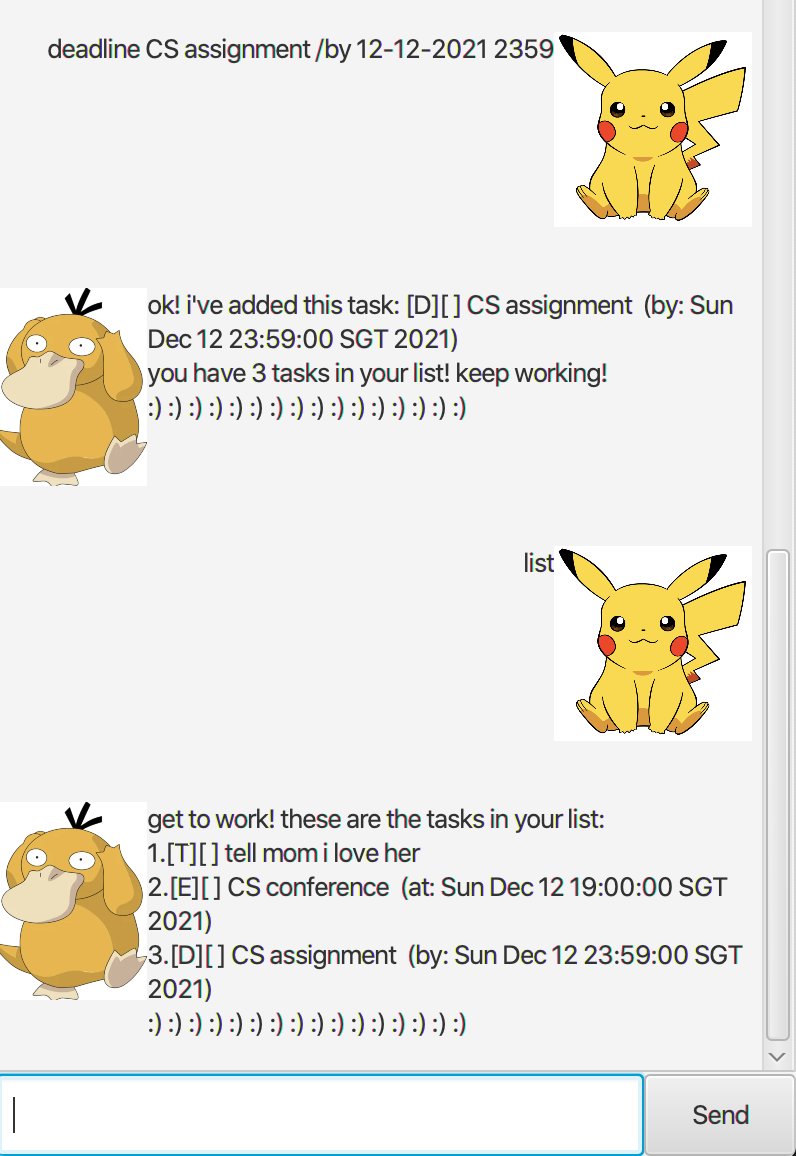 deadline CS assignment /by 12-12-2021 2359
ok! i've added this task: [D][ ] CS assignment  (by: Sun
Dec 12 23:59:00 SGT 2021)
you have 3 tasks in your list! keep working!
:) :) :) :) :) :) :) :) :) :) :) :) :) :) :) :)
list
get to work! these are the tasks in your list:
1.[T][ ] tell mom i love her
2.[E][ ] CS conference  (at: Sun Dec 12 19:00:00 SGT
2021)
3.[D][ ] CS assignment  (by: Sun Dec 12 23:59:00 SGT
2021)
:) :) :) :) :) :) :) :) :) :) :) :) :) :) :) :)
Send